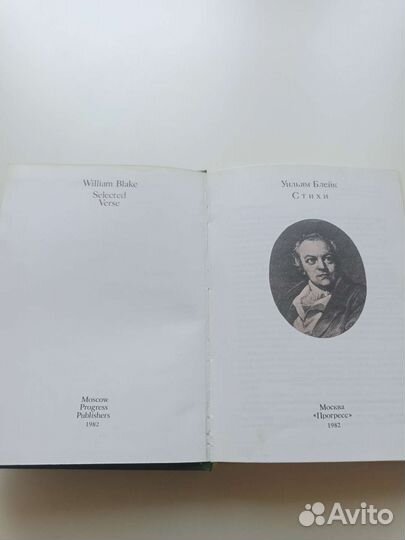 William Blake
Selected
Verse
Moscow
Progress
Publishers
1982
Уильям Блейк
Стихи
Москва
«Прогресс»
1982
Avito